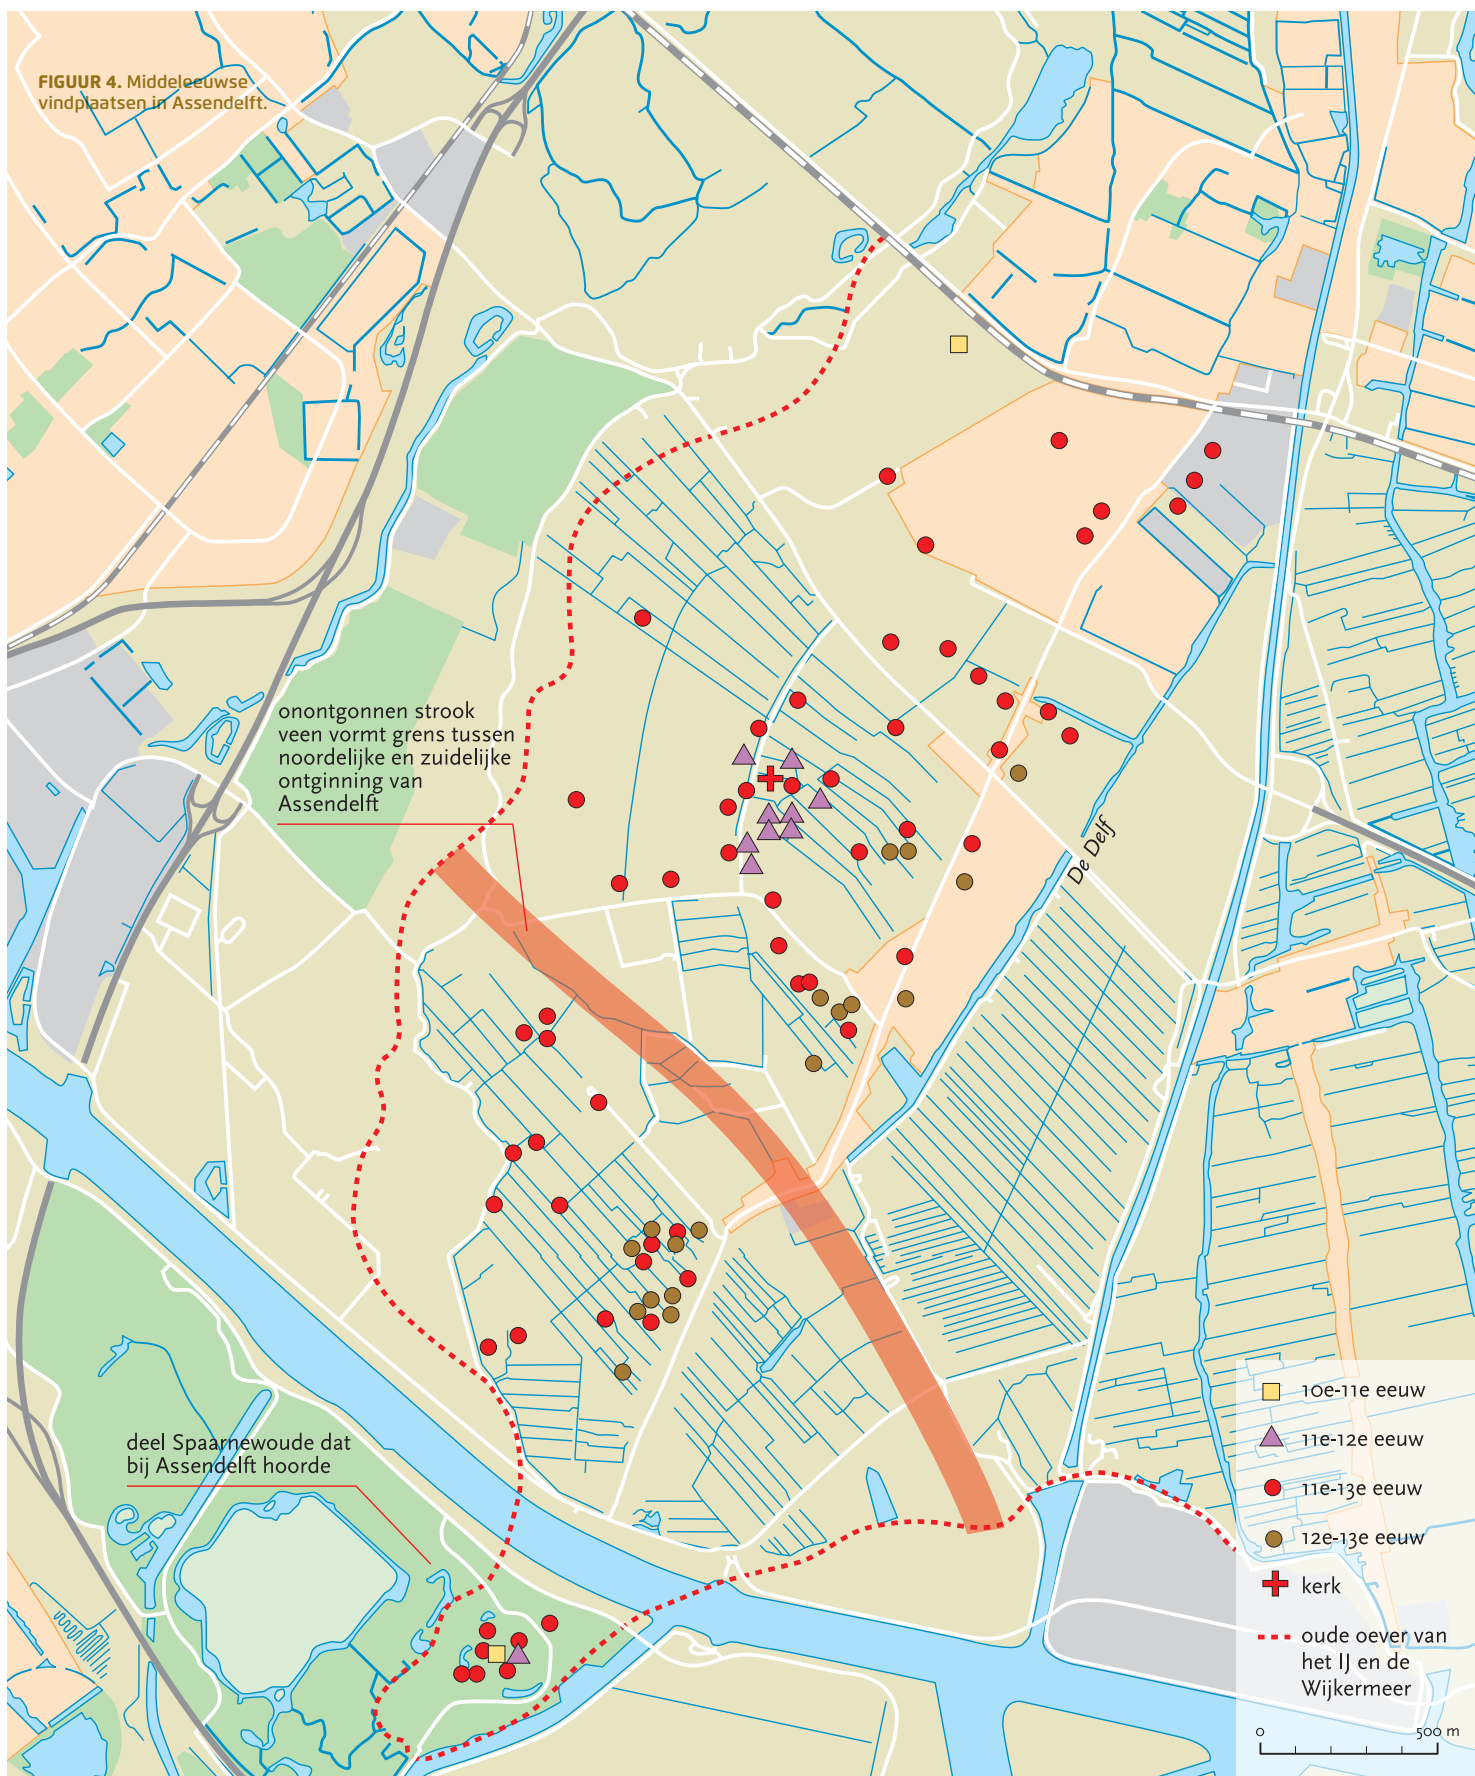 FIGUUR 4. Middeleeuwse
vindplaatsen in Assendelft.
onontgonnen strook
veen vormt grens tussen
noordelijke en zuidelijke
ontginning van
Assendelft
De Delf
deel Spaarnewoude dat
bij Assendelft hoorde
10e-11e eeuw
11e-12e eeuw
11e-13e eeuw
12e-13e eeuw
kerk
oude oever van
het IJ en de
Wijkermeer
0 500 m